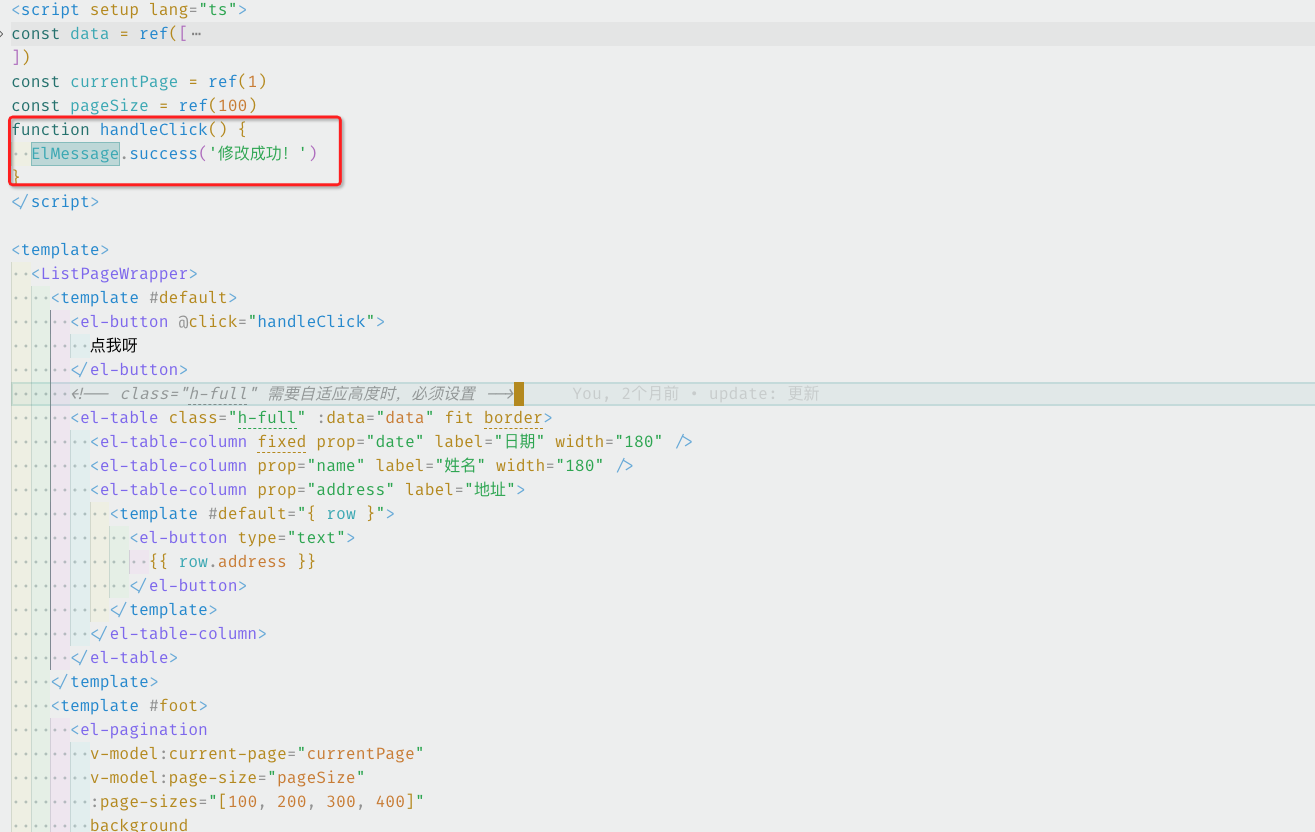 <script setup lang="ts">
const data = ref([ ⋯
])
const currentPage = ref(1)
const pageSize = ref(100)
function handleClick() {
  ElMessage.success('修改成功！')
}
</script>

<template>
  <ListPageWrapper>
    <template #default>
      <el-button @click="handleClick">
        点我呀
      </el-button>
      <!-- class="h-full" 需要自适应高度时，必须设置 --> You, 2个月前 • update: 更新
      <el-table class="h-full" :data="data" fit border>
        <el-table-column fixed prop="date" label="日期" width="180" />
        <el-table-column prop="name" label="姓名" width="180" />
        <el-table-column prop="address" label="地址">
          <template #default="{ row }">
            <el-button type="text">
              {{ row.address }}
            </el-button>
          </template>
        </el-table-column>
      </el-table>
    </template>
    <template #foot>
      <el-pagination
        v-model:current-page="currentPage"
        v-model:page-size="pageSize"
        :page-sizes="[100, 200, 300, 400]"
        background